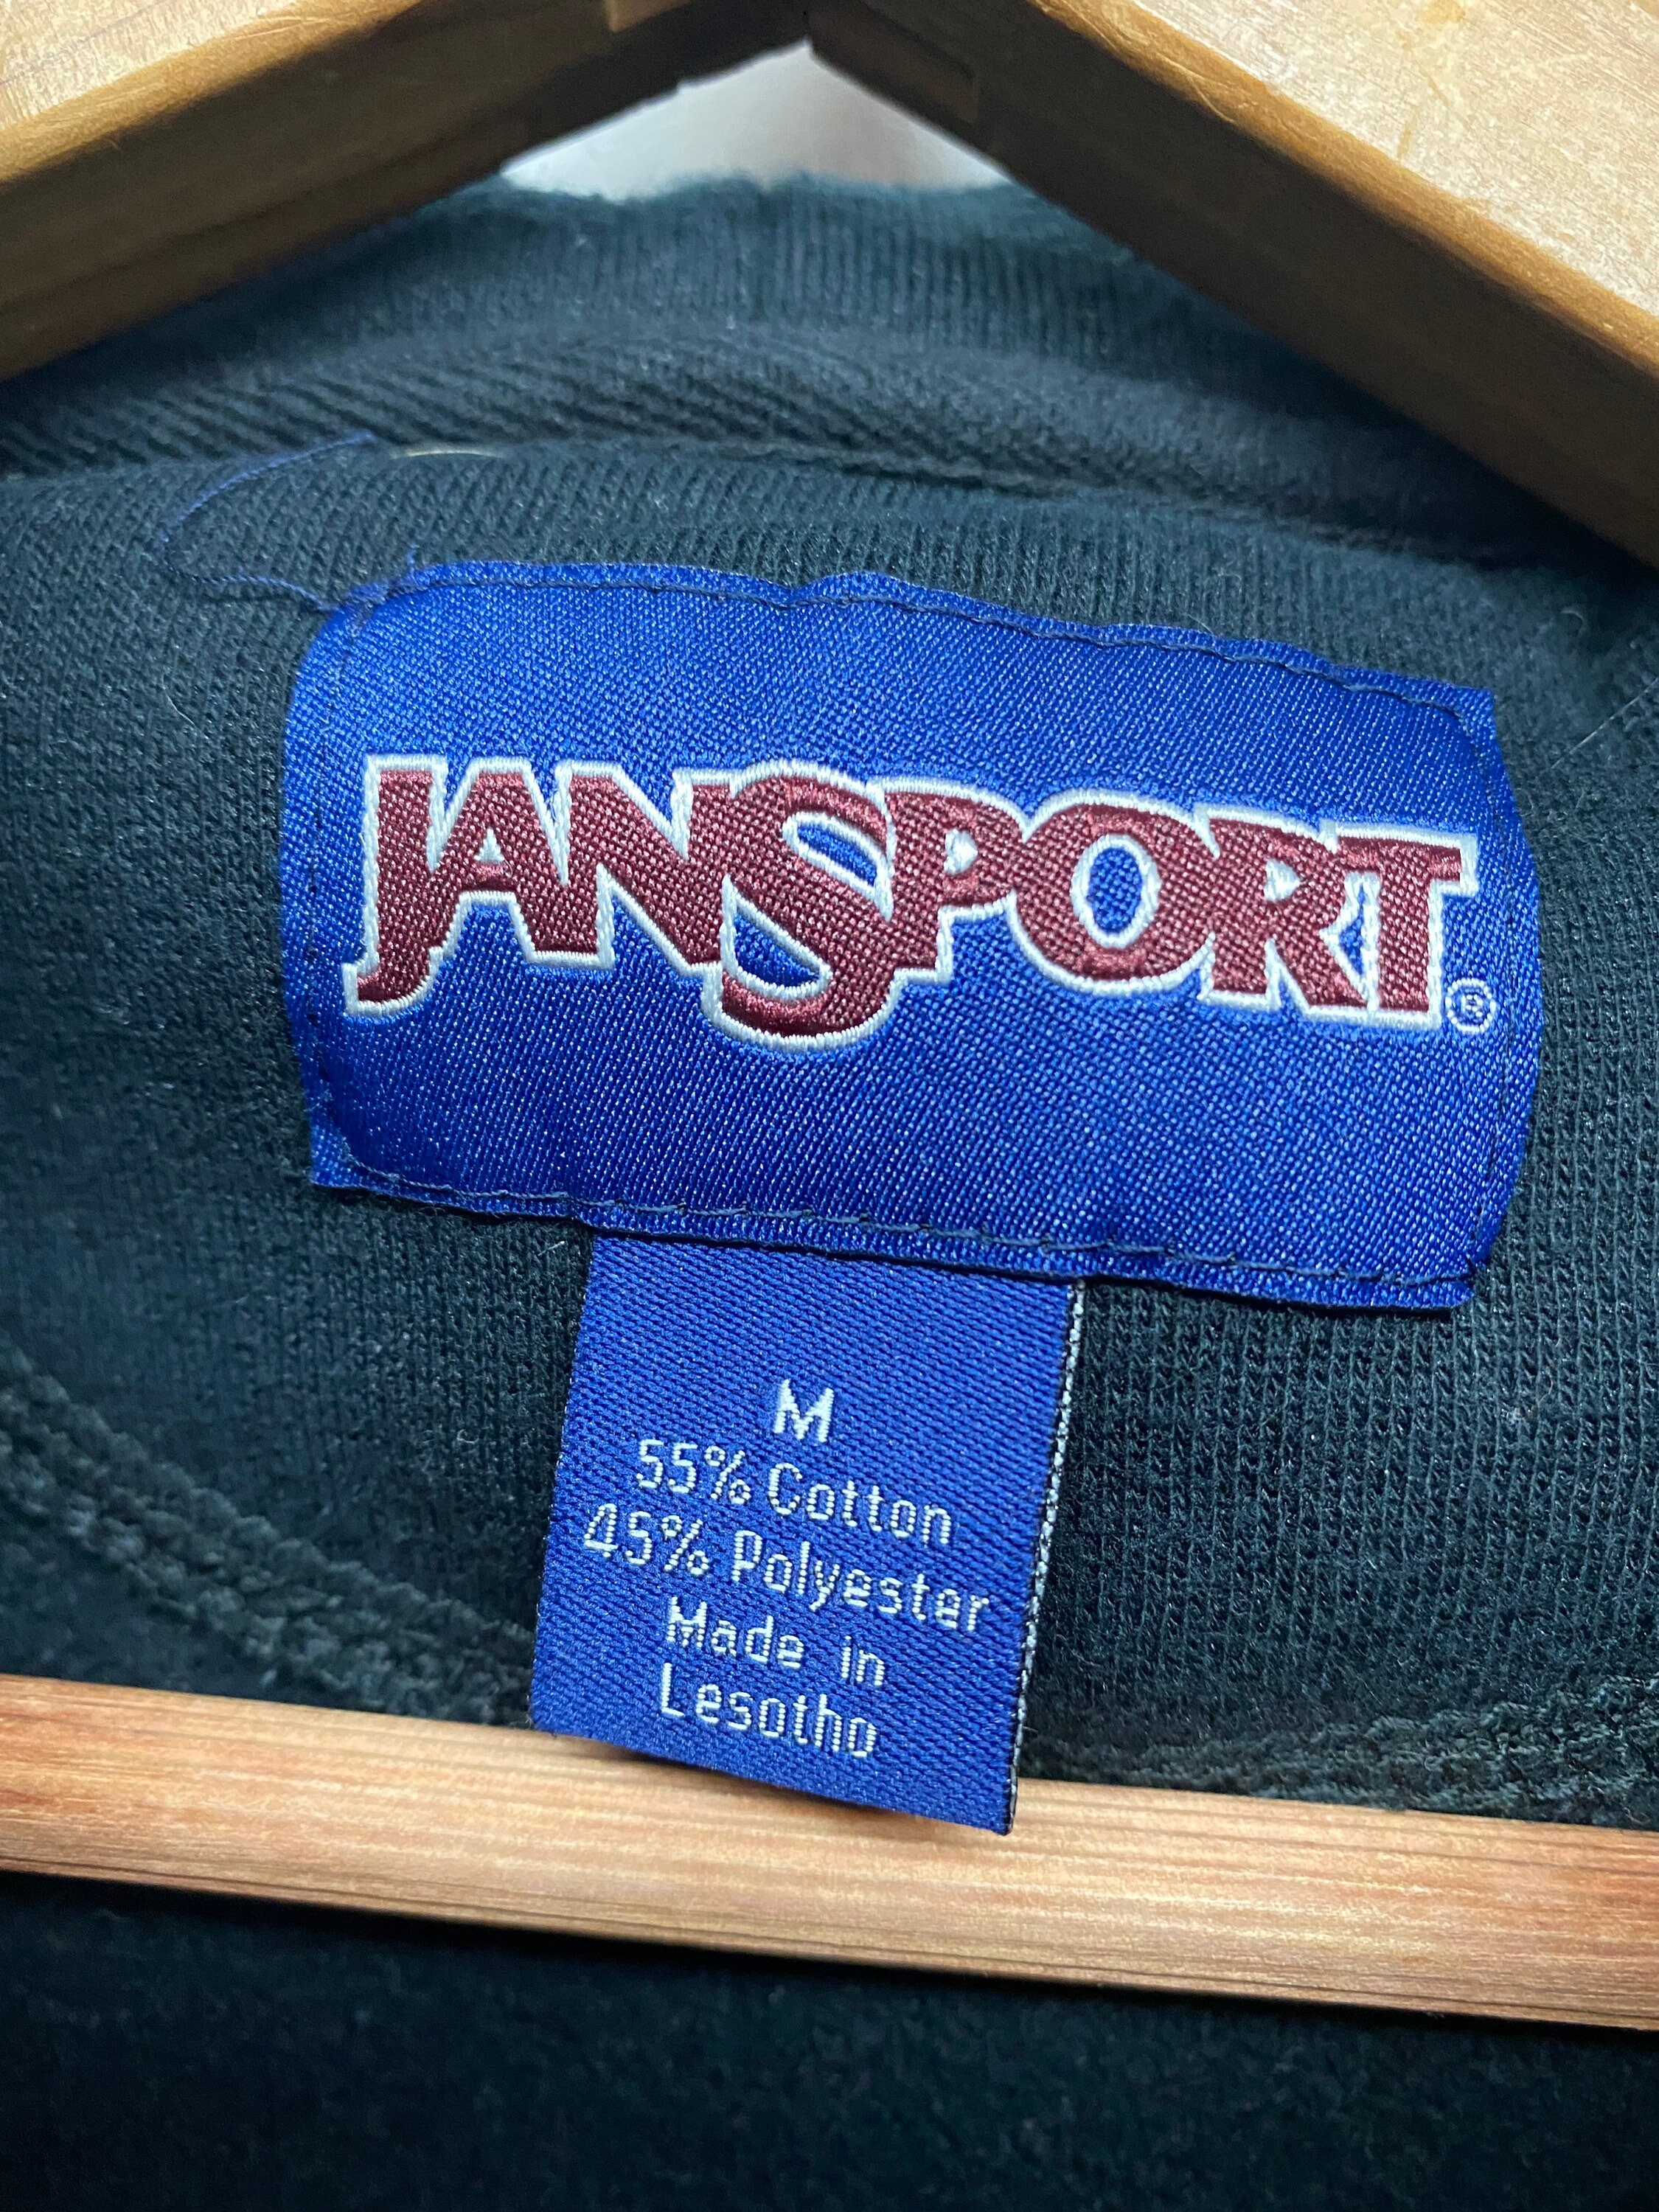 JANSPORT®
M
55% Cotton
45% Polyester
Made in
Lesotho